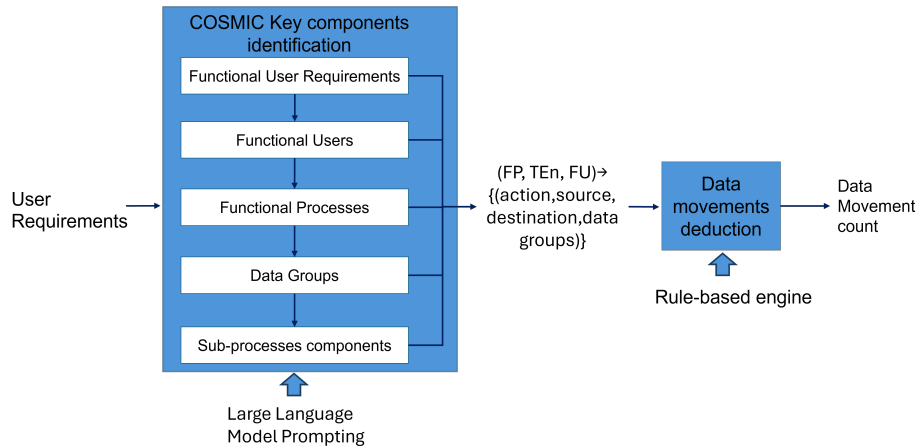 COSMIC Key components
identification
Functional User Requirements
Functional Users
Functional Processes
Data Groups
Sub-processes components
User
Requirements
Large Language
Model Prompting
(FP, TEn, FU)→
{(action,source,
destination,data
groups)}
Data
movements
deduction
Rule-based engine
Data
Movement
count